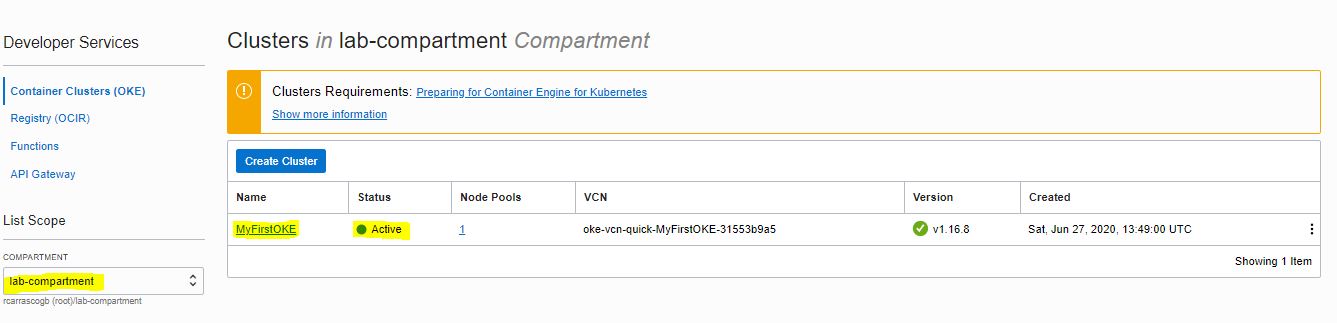 Developer Services
Container Clusters (OKE)
Registry (OCIR)
Functions
API Gateway
List Scope
COMPARTMENT
lab-compartment
rcarrascogb (root)/lab-compartment
Clusters in lab-compartment Compartment
Clusters Requirements: Preparing for Container Engine for Kubernetes
Show more information
Create Cluster
Name Status Node Pools VCN Version Created
MyFirstOKE Active 1 oke-vcn-quick-MyFirstOKE-31553b9a5 v1.16.8 Sat, Jun 27, 2020, 13:49:00 UTC
Showing 1 Item